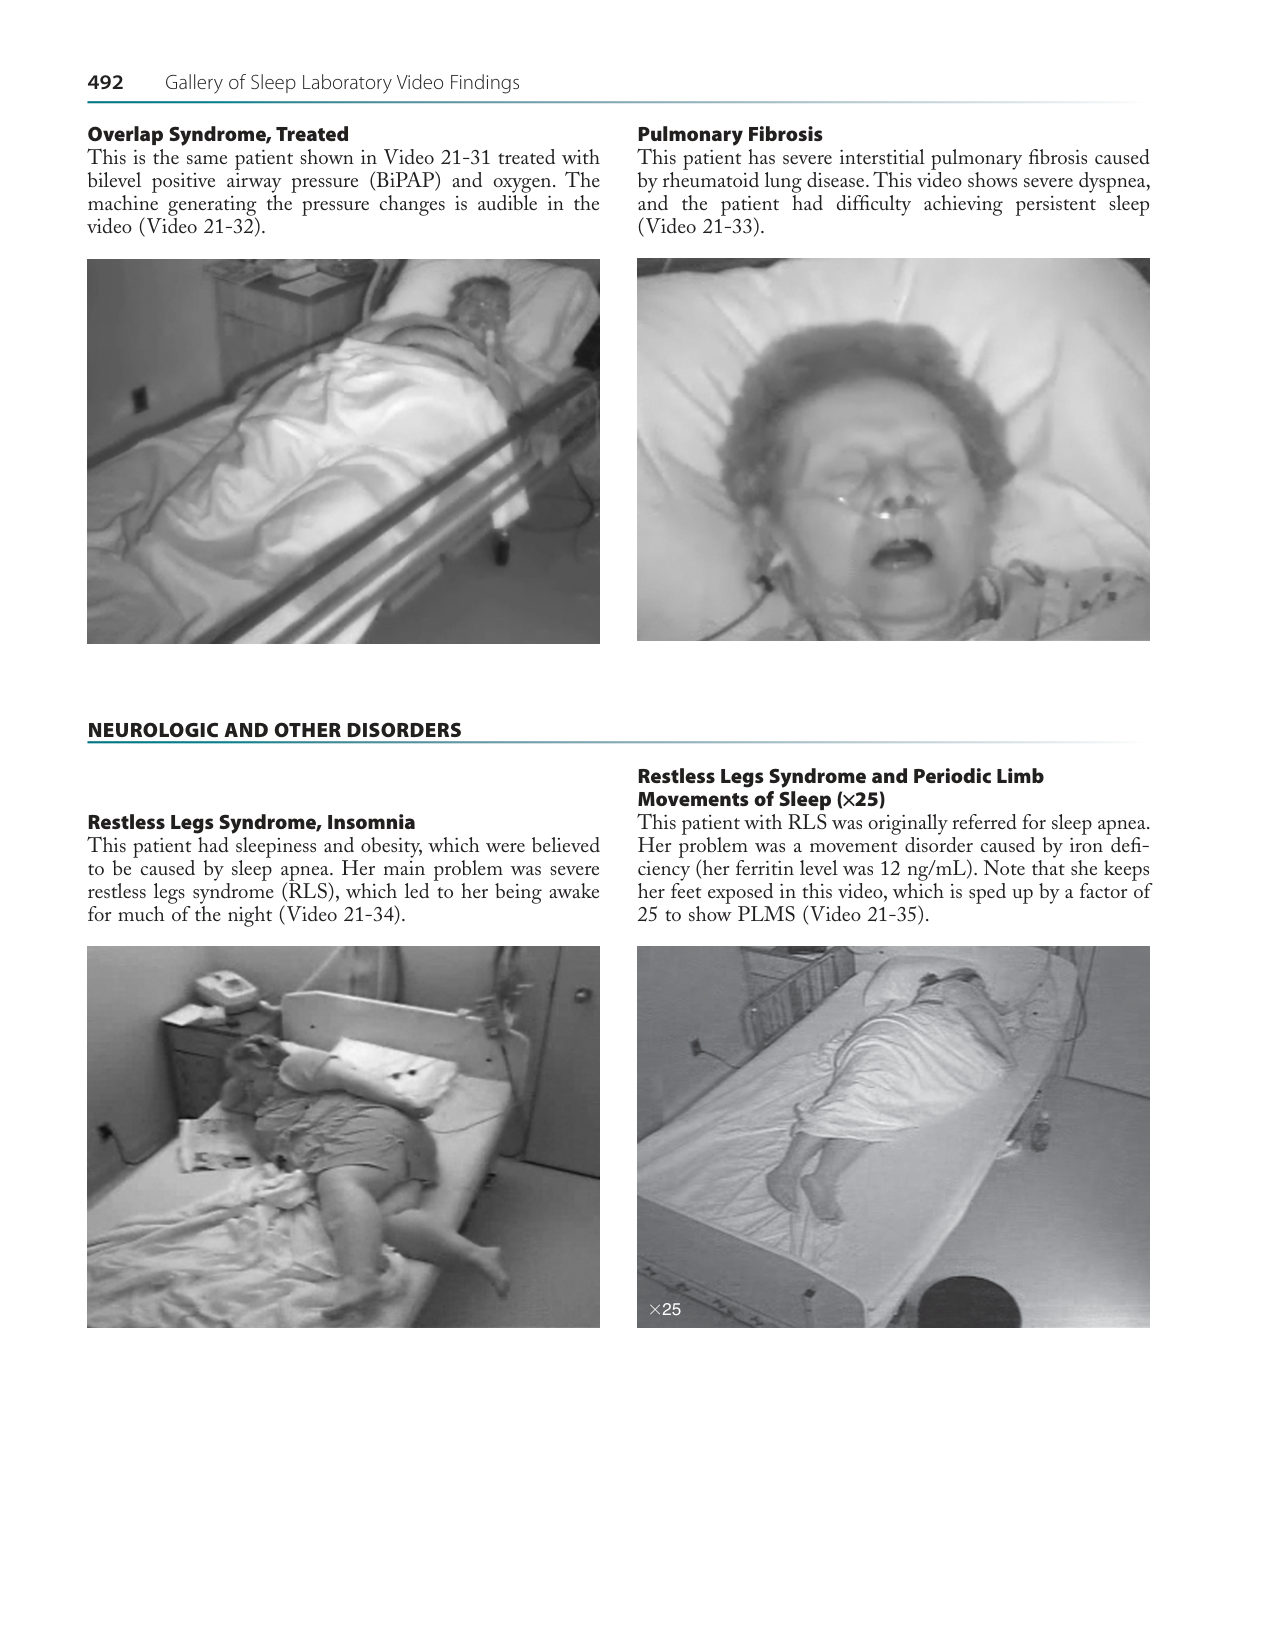 492 Gallery of Sleep Laboratory Video Findings
Overlap Syndrome, Treated
This is the same patient shown in Video 21-31 treated with
bilevel positive airway pressure (BiPAP) and oxygen. The
machine generating the pressure changes is audible in the
video (Video 21-32).
Pulmonary Fibrosis
This patient has severe interstitial pulmonary fibrosis caused
by rheumatoid lung disease. This video shows severe dyspnea,
and the patient had difficulty achieving persistent sleep
(Video 21-33).
NEUROLOGIC AND OTHER DISORDERS
Restless Legs Syndrome, Insomnia
This patient had sleepiness and obesity, which were believed
to be caused by sleep apnea. Her main problem was severe
restless legs syndrome (RLS), which led to her being awake
for much of the night (Video 21-34).
Restless Legs Syndrome and Periodic Limb
Movements of Sleep (×25)
This patient with RLS was originally referred for sleep apnea.
Her problem was a movement disorder caused by iron defi-
ciency (her ferritin level was 12 ng/mL). Note that she keeps
her feet exposed in this video, which is sped up by a factor of
25 to show PLMS (Video 21-35).
×25